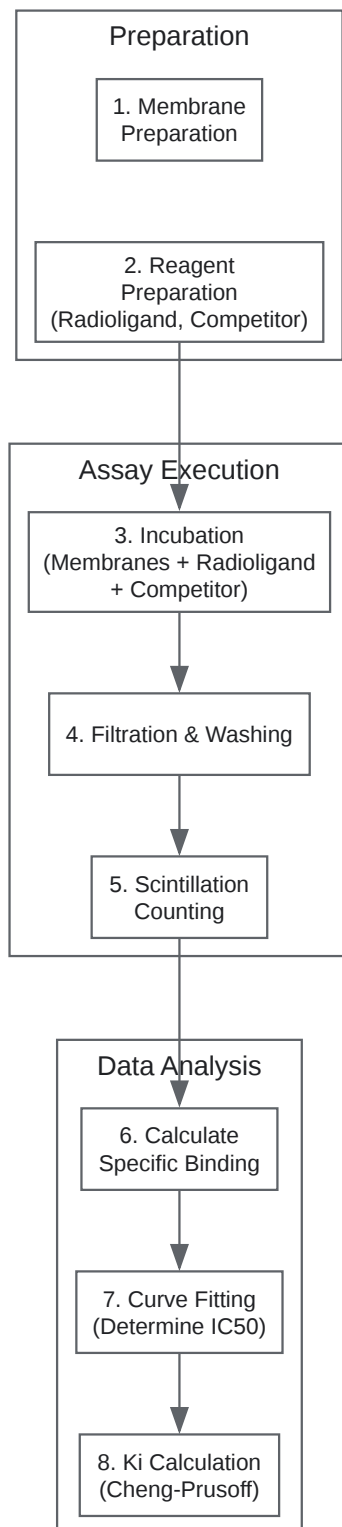 Preparation
1. Membrane
Preparation
2. Reagent
Preparation
(Radioligand, Competitor)
Assay Execution
3. Incubation
(Membranes + Radioligand
+ Competitor)
4. Filtration & Washing
5. Scintillation
Counting
Data Analysis
6. Calculate
Specific Binding
7. Curve Fitting
(Determine IC50)
8. Ki Calculation
(Cheng-Prusoff)